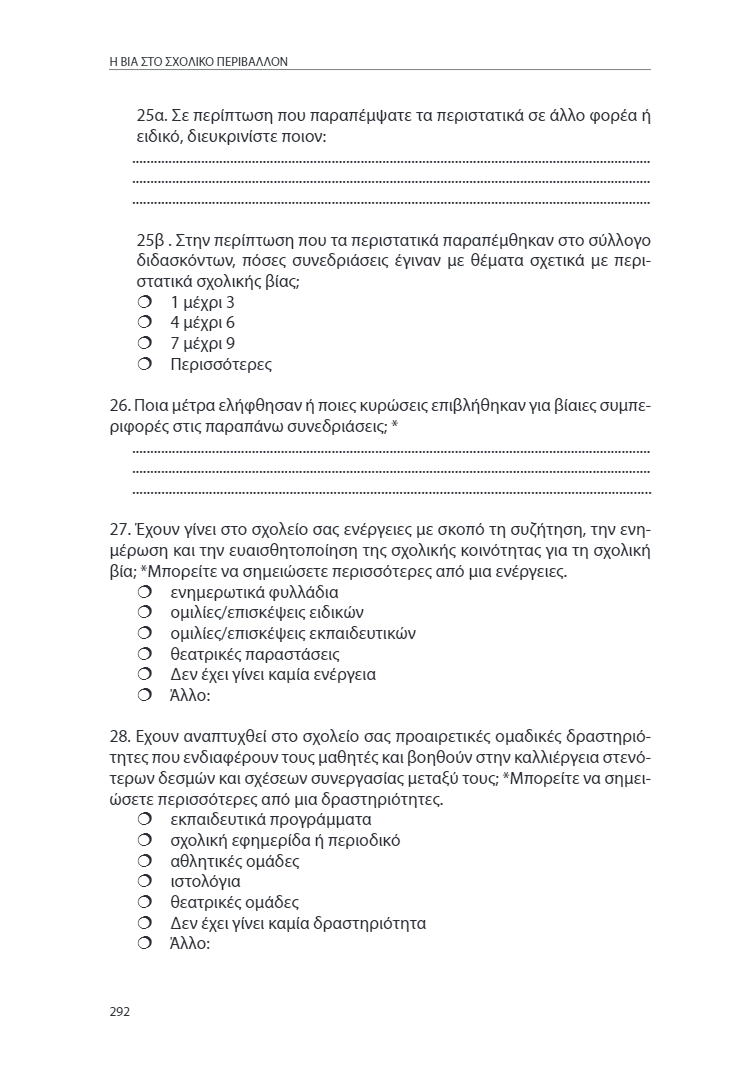 Η ΒΙΑ ΣΤΟ ΣΧΟΛΙΚΟ ΠΕΡΙΒΑΛΛΟΝ
25α. Σε περίπτωση που παραπέμψατε τα περιστατικά σε άλλο φορέα ή
ειδικό, διευκρινίστε ποιον:
25β . Στην περίπτωση που τα περιστατικά παραπέμθηκαν στο σύλλογο
διδασκόντων, πόσες συνεδριάσεις έγιναν με θέματα σχετικά με περι-
στατικά σχολικής βίας;
1 μέχρι 3
4 μέχρι 6
7 μέχρι 9
Περισσότερες
26. Ποια μέτρα ελήφθησαν ή ποιες κυρώσεις επιβλήθηκαν για βίαιες συμπε-
ριφορές στις παραπάνω συνεδριάσεις; *
27. Έχουν γίνει στο σχολείο σας ενέργειες με σκοπό τη συζήτηση, την ενη-
μέρωση και την ευαισθητοποίηση της σχολικής κοινότητας για τη σχολική
βία; *Μπορείτε να σημειώσετε περισσότερες από μια ενέργειες.
ενημερωτικά φυλλάδια
ομιλίες/επισκέψεις ειδικών
ομιλίες/επισκέψεις εκπαιδευτικών
θεατρικές παραστάσεις
Δεν έχει γίνει καμία ενέργεια
Άλλο:
28. Εχουν αναπτυχθεί στο σχολείο σας προαιρετικές ομαδικές δραστηριό-
τητες που ενδιαφέρουν τους μαθητές και βοηθούν στην καλλιέργεια στενό-
τερων δεσμών και σχέσεων συνεργασίας μεταξύ τους; *Μπορείτε να σημει-
ώσετε περισσότερες από μια δραστηριότητες.
εκπαιδευτικά προγράμματα
σχολική εφημερίδα ή περιοδικό
αθλητικές ομάδες
ιστολόγια
θεατρικές ομάδες
Δεν έχει γίνει καμία δραστηριότητα
Άλλο:
292